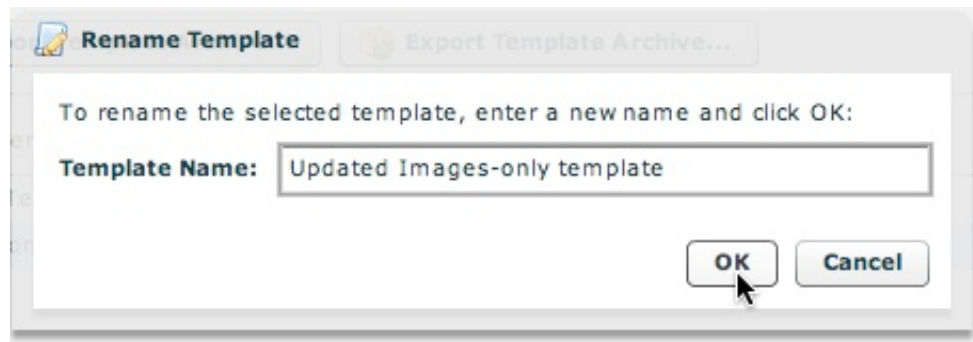 Rename Template
Export Template Archive...
To rename the selected template, enter a new name and click OK:
Template Name: Updated Images-only template
OK Cancel